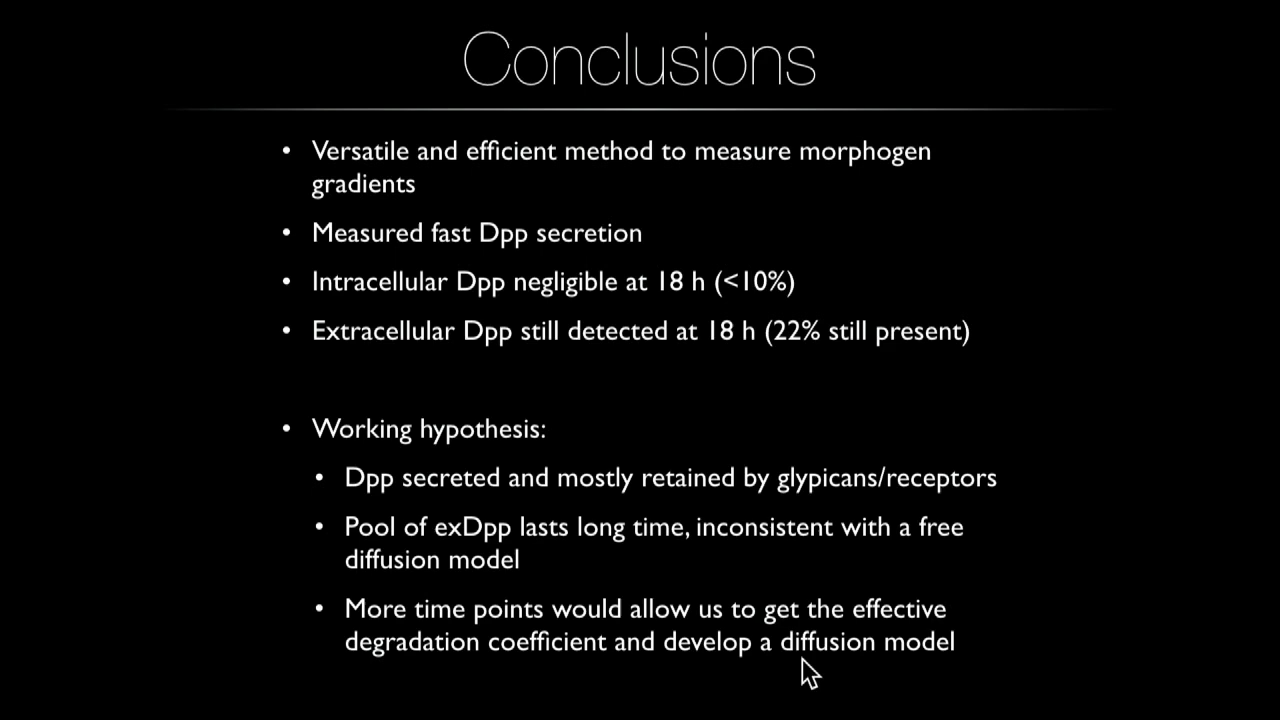 Conclusions
• Versatile and efficient method to measure morphogen
gradients
• Measured fast Dpp secretion
• Intracellular Dpp negligible at 18 h (<10%)
• Extracellular Dpp still detected at 18 h (22% still present)
• Working hypothesis:
• Dpp secreted and mostly retained by glypicans/receptors
• Pool of exDpp lasts long time, inconsistent with a free
diffusion model
• More time points would allow us to get the effective
degradation coefficient and develop a diffusion model